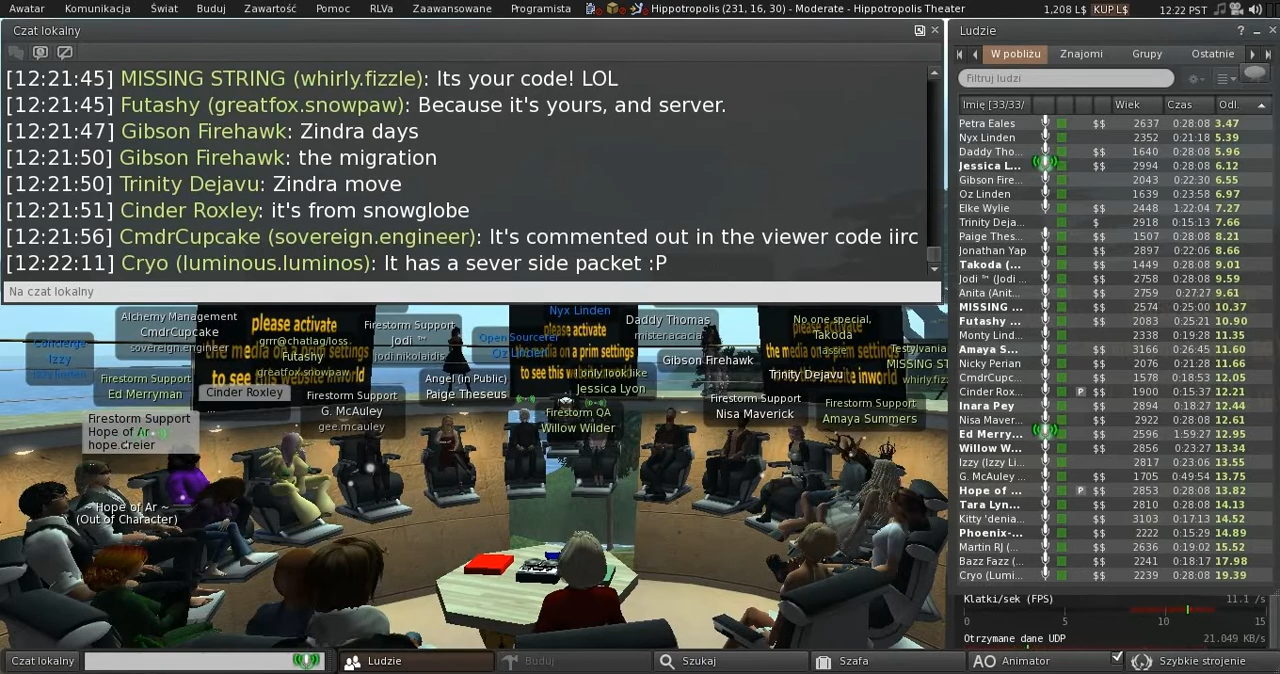 Awatar Komunikacja Świat Buduj Zawartość Pomoc RLVa Zaawansowane Programista Hippotropolis (231, 16, 30) - Moderate - Hippotropolis Theater 1,208 L$ KUP L$ 12:22 PST
Czat lokalny
[12:21:45] MISSING STRING (whirly.fizzle): Its your code! LOL
[12:21:45] Futashy (greatfox.snowpaw): Because it's yours, and server.
[12:21:47] Gibson Firehawk: Zindra days
[12:21:50] Gibson Firehawk: the migration
[12:21:50] Trinity Dejavu: Zindra move
[12:21:51] Cinder Roxley: it's from snowglobe
[12:21:56] CmdrCupcake (sovereign.engineer): It's commented out in the viewer code iirc
[12:22:11] Cryo (luminous.luminos): It has a sever side packet :P
Na czat lokalny
Ludzie
W pobliżu Znajomi Grupy Ostatnie
Filtruj ludzi
Imię [33/33/ Wiek Czas Odl.
Petra Eales $$ 2637 0:28:08 3.47
Nyx Linden 2352 0:21:18 5.39
Daddy Tho... $$ 1640 0:28:08 5.96
Jessica L... $$ 2994 0:28:08 6.12
Gibson Fire... 2043 0:22:30 6.55
Oz Linden 1639 0:23:58 6.97
Elke Wylie $$ 2448 1:22:04 7.27
Trinity Deja... 2918 0:15:13 7.66
Paige Thes... $$ 1507 0:28:08 8.21
Jonathan Yap $$ 2897 0:22:06 8.66
Takoda (... $$ 1449 0:28:08 9.01
Jodi ™ (Jodi ... $$ 2758 0:28:08 9.59
Anita (Anit... $$ 2759 0:27:27 9.61
MISSING ... $$ 2574 0:25:00 10.37
Futashy ... $$ 2083 0:25:21 10.90
Monty Lind... 2338 0:19:28 11.35
Amaya S... $$ 3166 0:26:45 11.60
Nicky Perian $$ 2076 0:21:28 11.66
CmdrCupc... $$ 1578 0:18:53 12.05
Cinder Rox... P $$ 1900 0:15:37 12.21
Inara Pey $$ 2894 0:18:27 12.44
Nisa Maver... $$ 2922 0:28:08 12.61
Ed Merry... $$ 2596 1:59:27 12.95
Willow W... $$ 2856 0:23:27 13.34
Izzy (Izzy Li... 2817 0:23:06 13.55
G. McAuley ... $$ 1705 0:49:54 13.75
Hope of ... P $$ 2853 0:28:08 13.82
Tara Lyn... $$ 2810 0:28:08 14.13
Kitty 'denia... $$ 3103 0:17:13 14.52
Phoenix-... $$ 2222 0:15:29 14.89
Martin RJ (... $$ 2636 0:19:02 15.52
Bazz Fazz (... $$ 2241 0:18:17 17.98
Cryo (Lumi... $$ 2239 0:28:08 19.39
Klatki/sek (FPS) 11.1 /s
0 5 10 15
Otrzymane dane UDP 21.049 KB/s
Concierge
Izzy
Alchemy Management
CmdrCupcake
sovereign.engineer
please activate
the media on a prim settings
to see this website inworld
grrr@chatlag/loss.
Futashy
greatfox.snowpaw
Firestorm Support
Jodi ™
jodi.nikolaidis
Nyx Linden
Open Sourcerer
Oz Linden
please activate
Daddy Thomas
mister.acacia
Gibson Firehawk
No one special,
Takoda
Trinity Dejavu
Testylvania
MISSING ST
whirly.fizz
Firestorm Support
Ed Merryman
Cinder Roxley
Firestorm Support
G. McAuley
gee.mcauley
Angel (in Public)
Paige Theseus
I only look like
Jessica Lyon
Firestorm QA
Willow Wilder
Firestorm Support
Nisa Maverick
Firestorm Support
Amaya Summers
Firestorm Support
Hope of Ar
hope.dreier
~ Hope of Ar ~
(Out of Character)
Czat lokalny Ludzie Buduj Szukaj Szafa AO Animator Szybkie strojenie